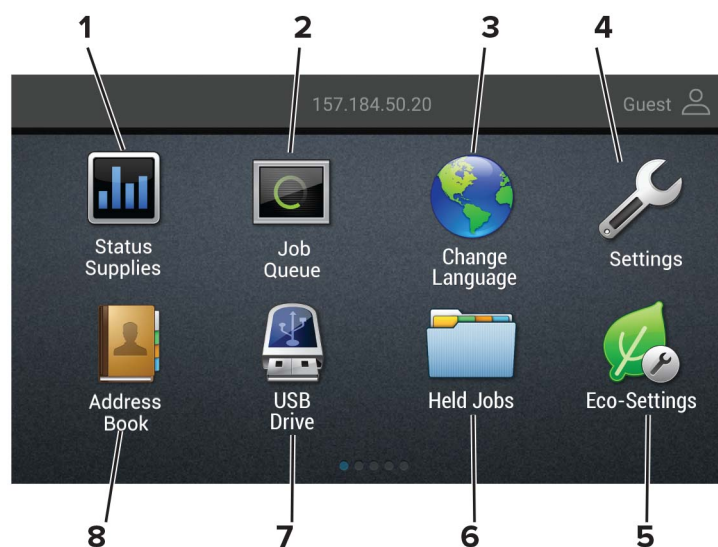 1 2 3 4
157.184.50.20 Guest
Status
Supplies
Job
Queue
Change
Language
Settings
Address
Book
USB
Drive
Held Jobs
Eco-Settings
8 7 6 5